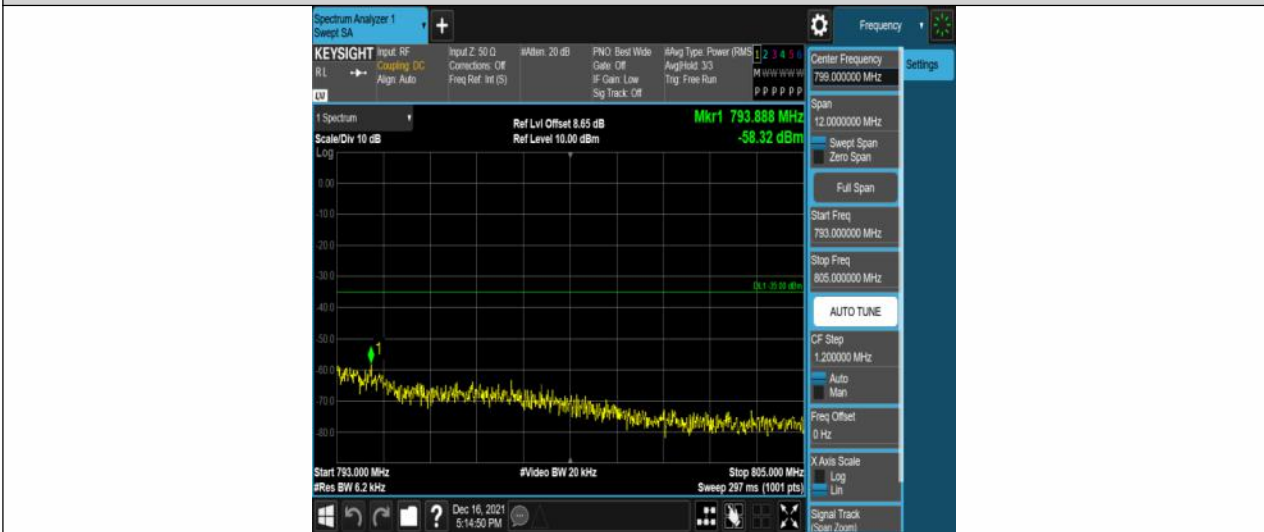 Spectrum Analyzer 1
Swept SA
+
Frequency
KEYSIGHT
Input: RF
Coupling: DC
Align: Auto
Input Z: 50 Ω
Corrections: Off
Freq Ref: Int (S)
#Atten: 20 dB
PNO: Best Wide
Gate: Off
IF Gain: Low
Sig Track: Off
#Avg Type: Power (RMS
Avg|Hold: 3/3
Trig: Free Run
1 2 3 4 5 6
M W W W W W
P P P P P P
R L
LV
1 Spectrum
Scale/Div 10 dB
Log
Ref Lvl Offset 8.65 dB
Ref Level 10.00 dBm
Mkr1 793.888 MHz
-58.32 dBm
0.00
-10.0
-20.0
-30.0
-40.0
-50.0
-60.0
-70.0
-80.0
DL1 -35.00 dBm
1
Start 793.000 MHz
#Res BW 6.2 kHz
#Video BW 20 kHz
Stop 805.000 MHz
Sweep 297 ms (1001 pts)
?
Dec 16, 2021
5:14:50 PM
Center Frequency
799.000000 MHz
Settings
Span
12.0000000 MHz
Swept Span
Zero Span
Full Span
Start Freq
793.000000 MHz
Stop Freq
805.000000 MHz
AUTO TUNE
CF Step
1.200000 MHz
Auto
Man
Freq Offset
0 Hz
X Axis Scale
Log
Lin
Signal Track
(Span Zoom)